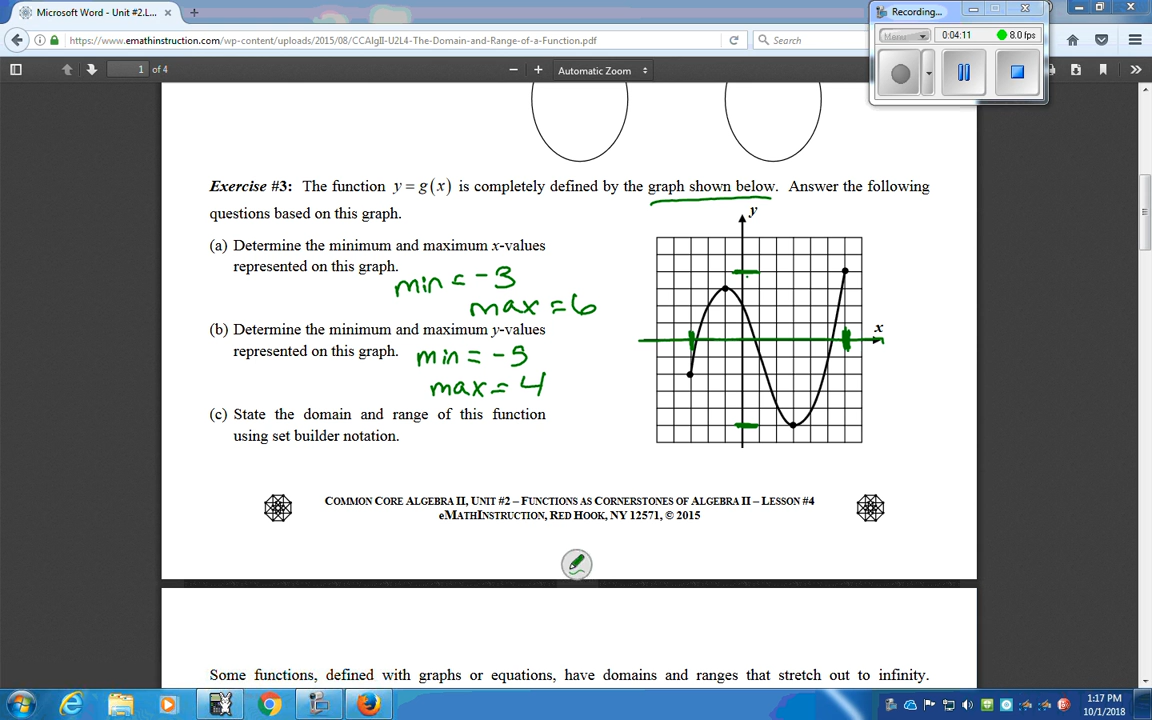 Microsoft Word - Unit #2.L...
https://www.emathinstruction.com/wp-content/uploads/2015/08/CCAlgII-U2L4-The-Domain-and-Range-of-a-Function.pdf
Search
Recording...
Menu
0:04:11
8.0 fps
1 of 4
Automatic Zoom
Exercise #3: The function y = g(x) is completely defined by the graph shown below. Answer the following
questions based on this graph.
(a) Determine the minimum and maximum x-values
represented on this graph.
min = -3
max = 6
(b) Determine the minimum and maximum y-values
represented on this graph.
min = -5
max = 4
(c) State the domain and range of this function
using set builder notation.
y
x
COMMON CORE ALGEBRA II, UNIT #2 – FUNCTIONS AS CORNERSTONES OF ALGEBRA II – LESSON #4
eMATHINSTRUCTION, RED HOOK, NY 12571, © 2015
Some functions, defined with graphs or equations, have domains and ranges that stretch out to infinity.
1:17 PM
10/1/2018